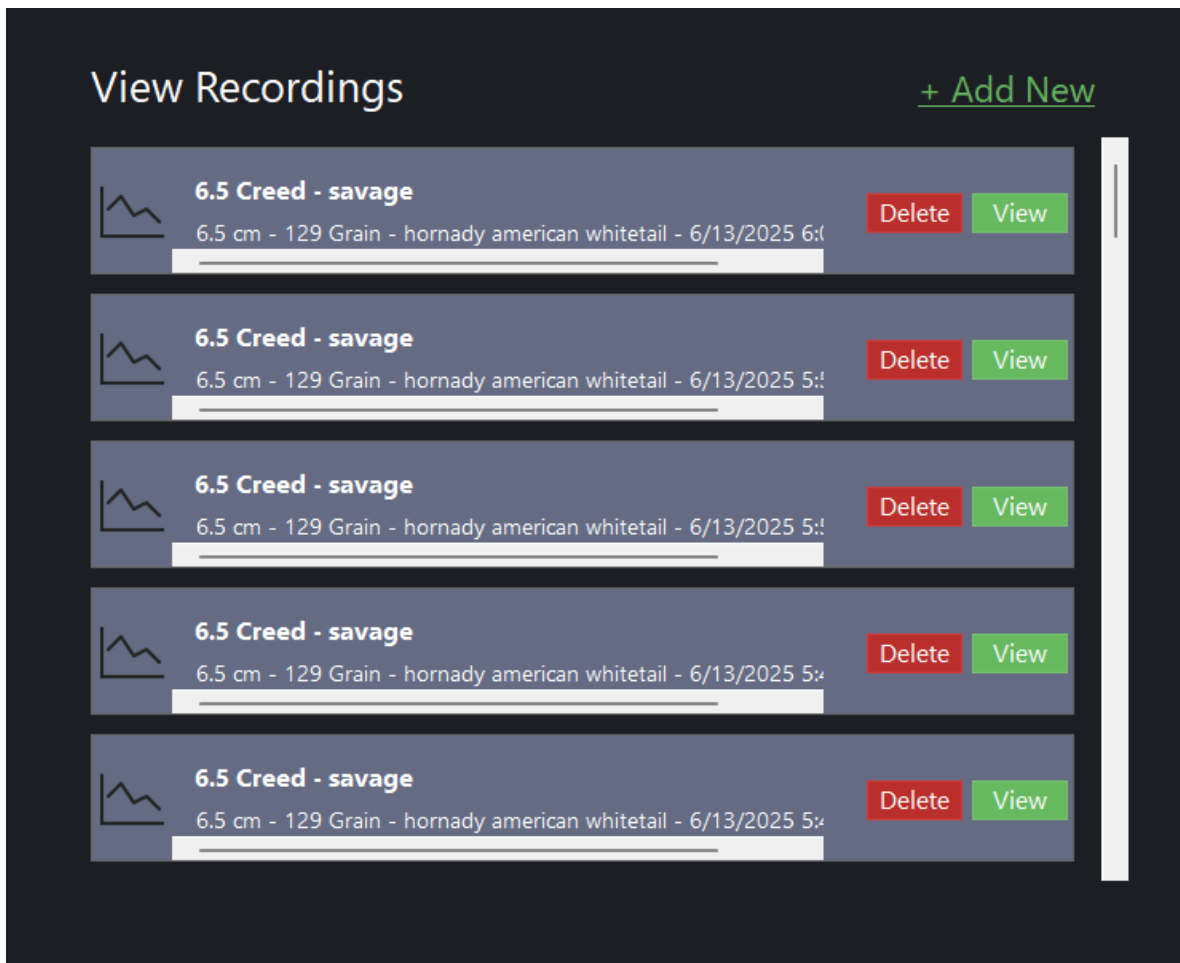 View Recordings
+ Add New
6.5 Creed - savage
6.5 cm - 129 Grain - hornady american whitetail - 6/13/2025
Delete View
6.5 Creed - savage
6.5 cm - 129 Grain - hornady american whitetail - 6/13/2025
Delete View
6.5 Creed - savage
6.5 cm - 129 Grain - hornady american whitetail - 6/13/2025
Delete View
6.5 Creed - savage
6.5 cm - 129 Grain - hornady american whitetail - 6/13/2025
Delete View
6.5 Creed - savage
6.5 cm - 129 Grain - hornady american whitetail - 6/13/2025
Delete View